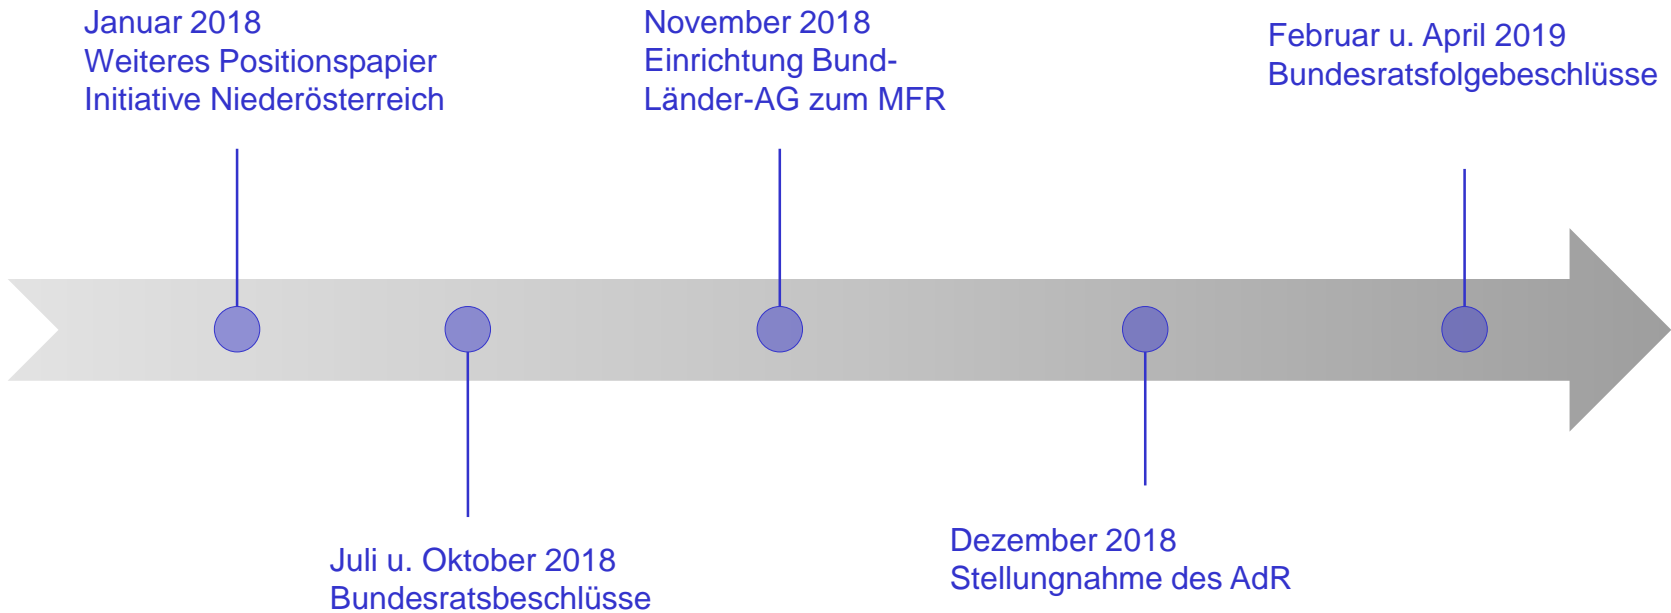 Januar 2018
Weiteres Positionspapier
Initiative Niederösterreich
November 2018
Einrichtung Bund-
Länder-AG zum MFR
Februar u. April 2019
Bundesratsfolgebeschlüsse
Juli u. Oktober 2018
Bundesratsbeschlüsse
Dezember 2018
Stellungnahme des AdR